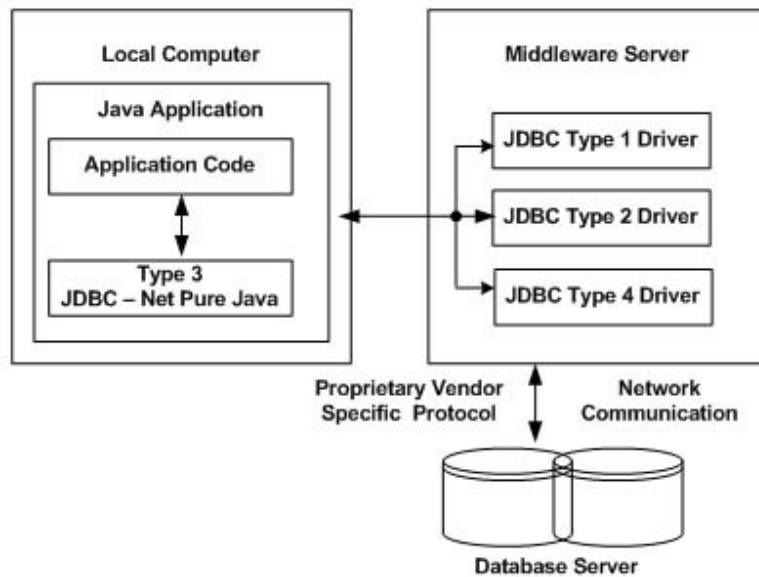 Local Computer
Java Application
Application Code
Type 3
JDBC – Net Pure Java
Middleware Server
JDBC Type 1 Driver
JDBC Type 2 Driver
JDBC Type 4 Driver
Proprietary Vendor
Specific Protocol
Network
Communication
Database Server